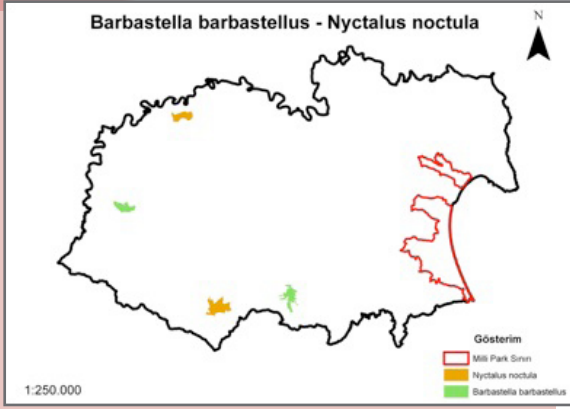 Barbastella barbastellus - Nyctalus noctula
N
Gösterim
Milli Park Sınırı
Nyctalus noctula
Barbastella barbastellus
1:250.000